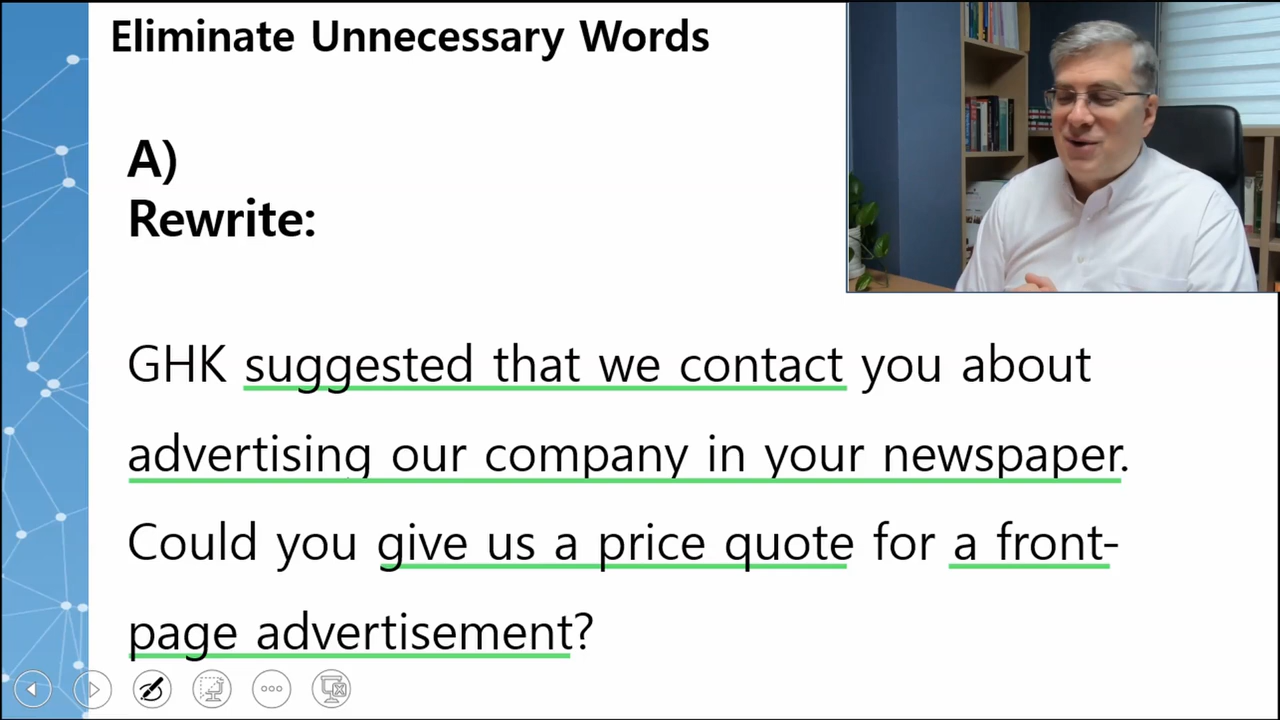 Eliminate Unnecessary Words
A)
Rewrite:
GHK suggested that we contact you about
advertising our company in your newspaper.
Could you give us a price quote for a front-
page advertisement?